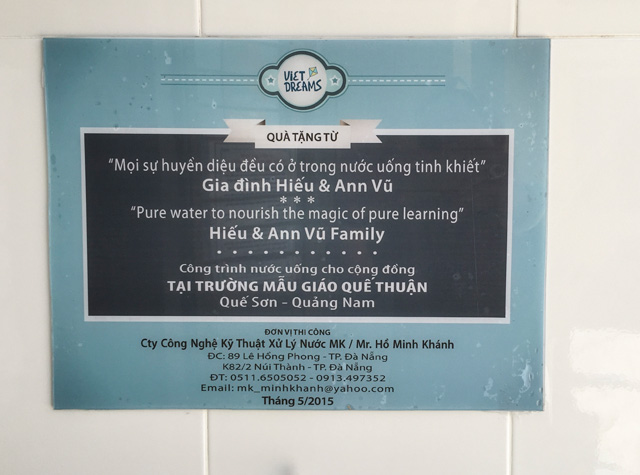 VIET
DREAMS
QUÀ TẶNG TỪ
“Mọi sự huyền diệu đều có ở trong nước uống tinh khiết”
Gia đình Hiếu & Ann Vũ
***
“Pure water to nourish the magic of pure learning”
Hiếu & Ann Vũ Family
Công trình nước uống cho cộng đồng
TẠI TRƯỜNG MẪU GIÁO QUẾ THUẬN
Quế Sơn – Quảng Nam
ĐƠN VỊ THI CÔNG
Cty Công Nghệ Kỹ Thuật Xử Lý Nước MK / Mr. Hồ Minh Khánh
ĐC: 89 Lê Hồng Phong - TP. Đà Nẵng
K82/2 Núi Thành - TP. Đà Nẵng
ĐT: 0511.6505052 - 0913.497352
Email: mk_minhkhanh@yahoo.com
Tháng 5/2015